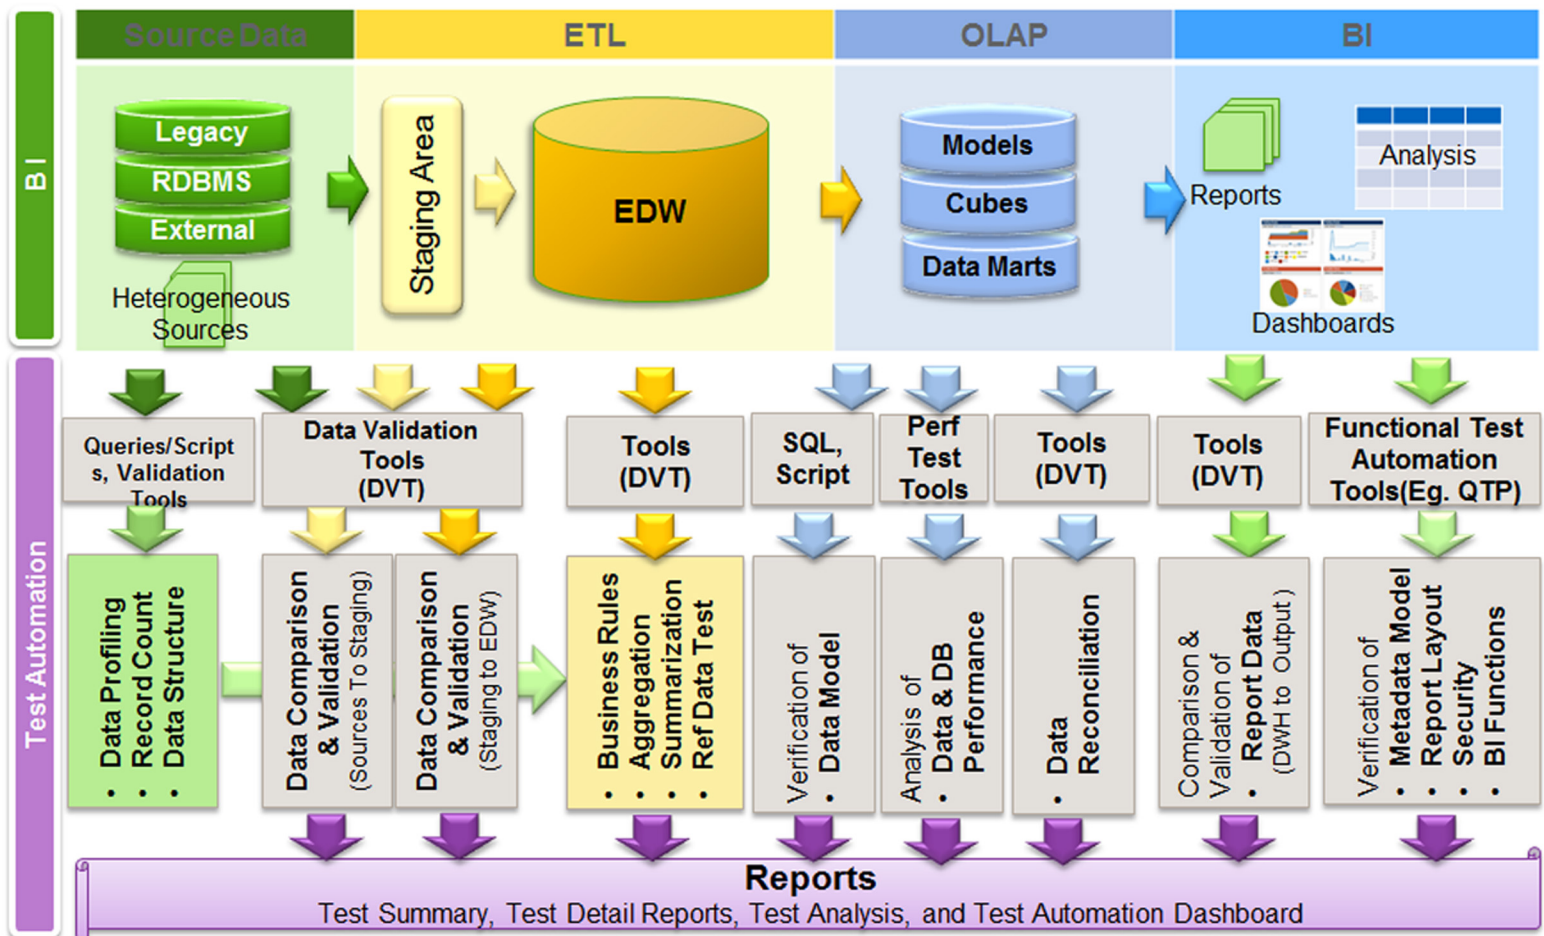 Source Data
ETL
OLAP
BI
BI
Legacy
RDBMS
External
Heterogeneous
Sources
Staging Area
EDW
Models
Cubes
Data Marts
Reports
Analysis
Dashboards
Test Automation
Queries/Script
s, Validation
Tools
Data Validation
Tools
(DVT)
Tools
(DVT)
SQL,
Script
Perf
Test
Tools
Tools
(DVT)
Tools
(DVT)
Functional Test
Automation
Tools(Eg. QTP)
• Data Profiling
• Record Count
• Data Structure
Data Comparison
& Validation
(Sources To Staging)
Data Comparison
& Validation
(Staging to EDW)
• Business Rules
• Aggregation
• Summarization
• Ref Data Test
Verification of
• Data Model
Analysis of
• Data & DB
Performance
• Data
Reconciliation
Comparison &
Validation of
• Report Data
(DWH to Output )
Verification of
• Metadata Model
• Report Layout
• Security
• BI Functions
Reports
Test Summary, Test Detail Reports, Test Analysis, and Test Automation Dashboard